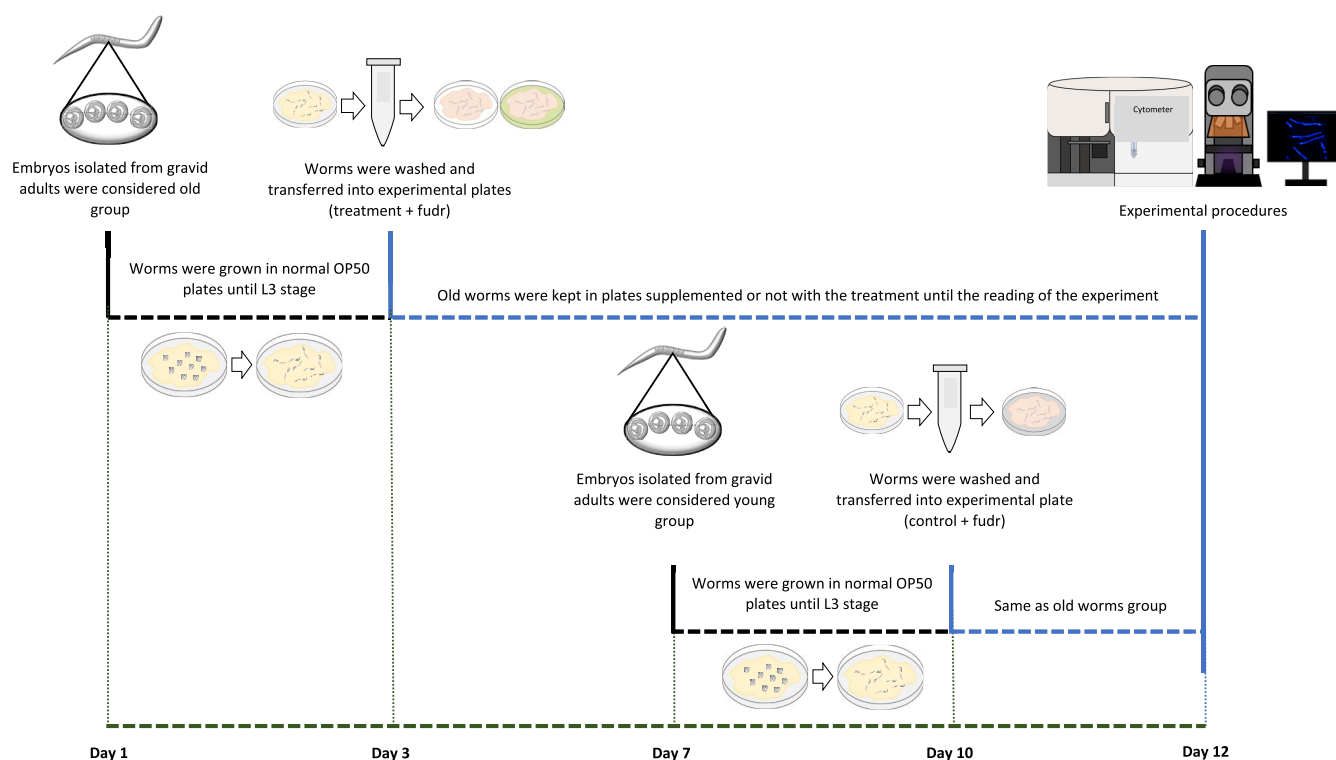 Embryos isolated from gravid
adults were considered old
group
Worms were washed and
transferred into experimental plates
(treatment + fudr)
Cytometer
Experimental procedures
Worms were grown in normal OP50
plates until L3 stage
Old worms were kept in plates supplemented or not with the treatment until the reading of the experiment
Embryos isolated from gravid
adults were considered young
group
Worms were washed and
transferred into experimental plate
(control + fudr)
Worms were grown in normal OP50
plates until L3 stage
Same as old worms group
Day 1
Day 3
Day 7
Day 10
Day 12